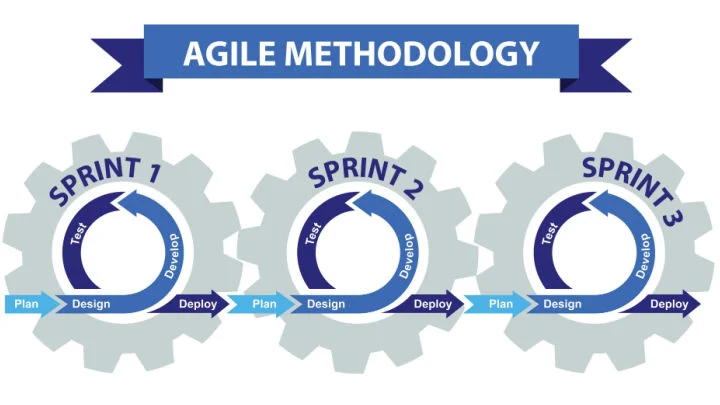 AGILE METHODOLOGY
SPRINT 1
Test
Develop
Plan
Design
Deploy
SPRINT 2
Test
Develop
Plan
Design
Deploy
SPRINT 3
Test
Develop
Plan
Design
Deploy